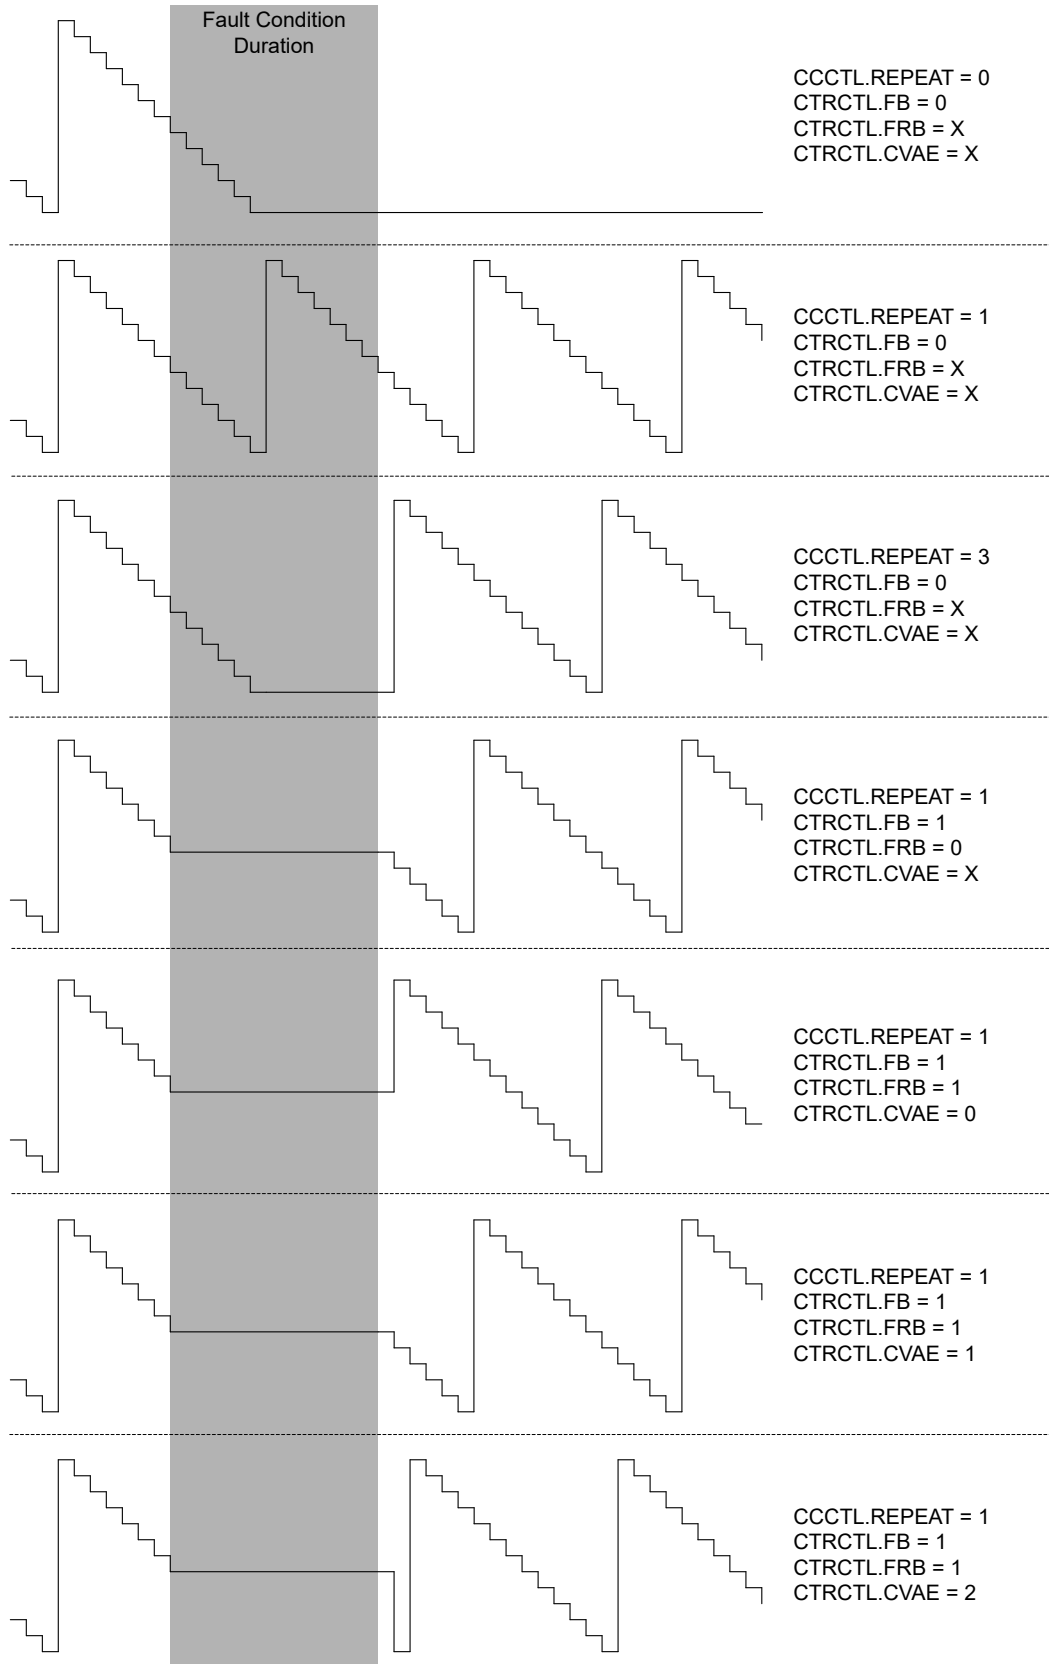 Fault Condition
Duration
CCCTL.REPEAT = 0
CTRCTL.FB = 0
CTRCTL.FRB = X
CTRCTL.CVAE = X
CCCTL.REPEAT = 1
CTRCTL.FB = 0
CTRCTL.FRB = X
CTRCTL.CVAE = X
CCCTL.REPEAT = 3
CTRCTL.FB = 0
CTRCTL.FRB = X
CTRCTL.CVAE = X
CCCTL.REPEAT = 1
CTRCTL.FB = 1
CTRCTL.FRB = 0
CTRCTL.CVAE = X
CCCTL.REPEAT = 1
CTRCTL.FB = 1
CTRCTL.FRB = 1
CTRCTL.CVAE = 0
CCCTL.REPEAT = 1
CTRCTL.FB = 1
CTRCTL.FRB = 1
CTRCTL.CVAE = 1
CCCTL.REPEAT = 1
CTRCTL.FB = 1
CTRCTL.FRB = 1
CTRCTL.CVAE = 2